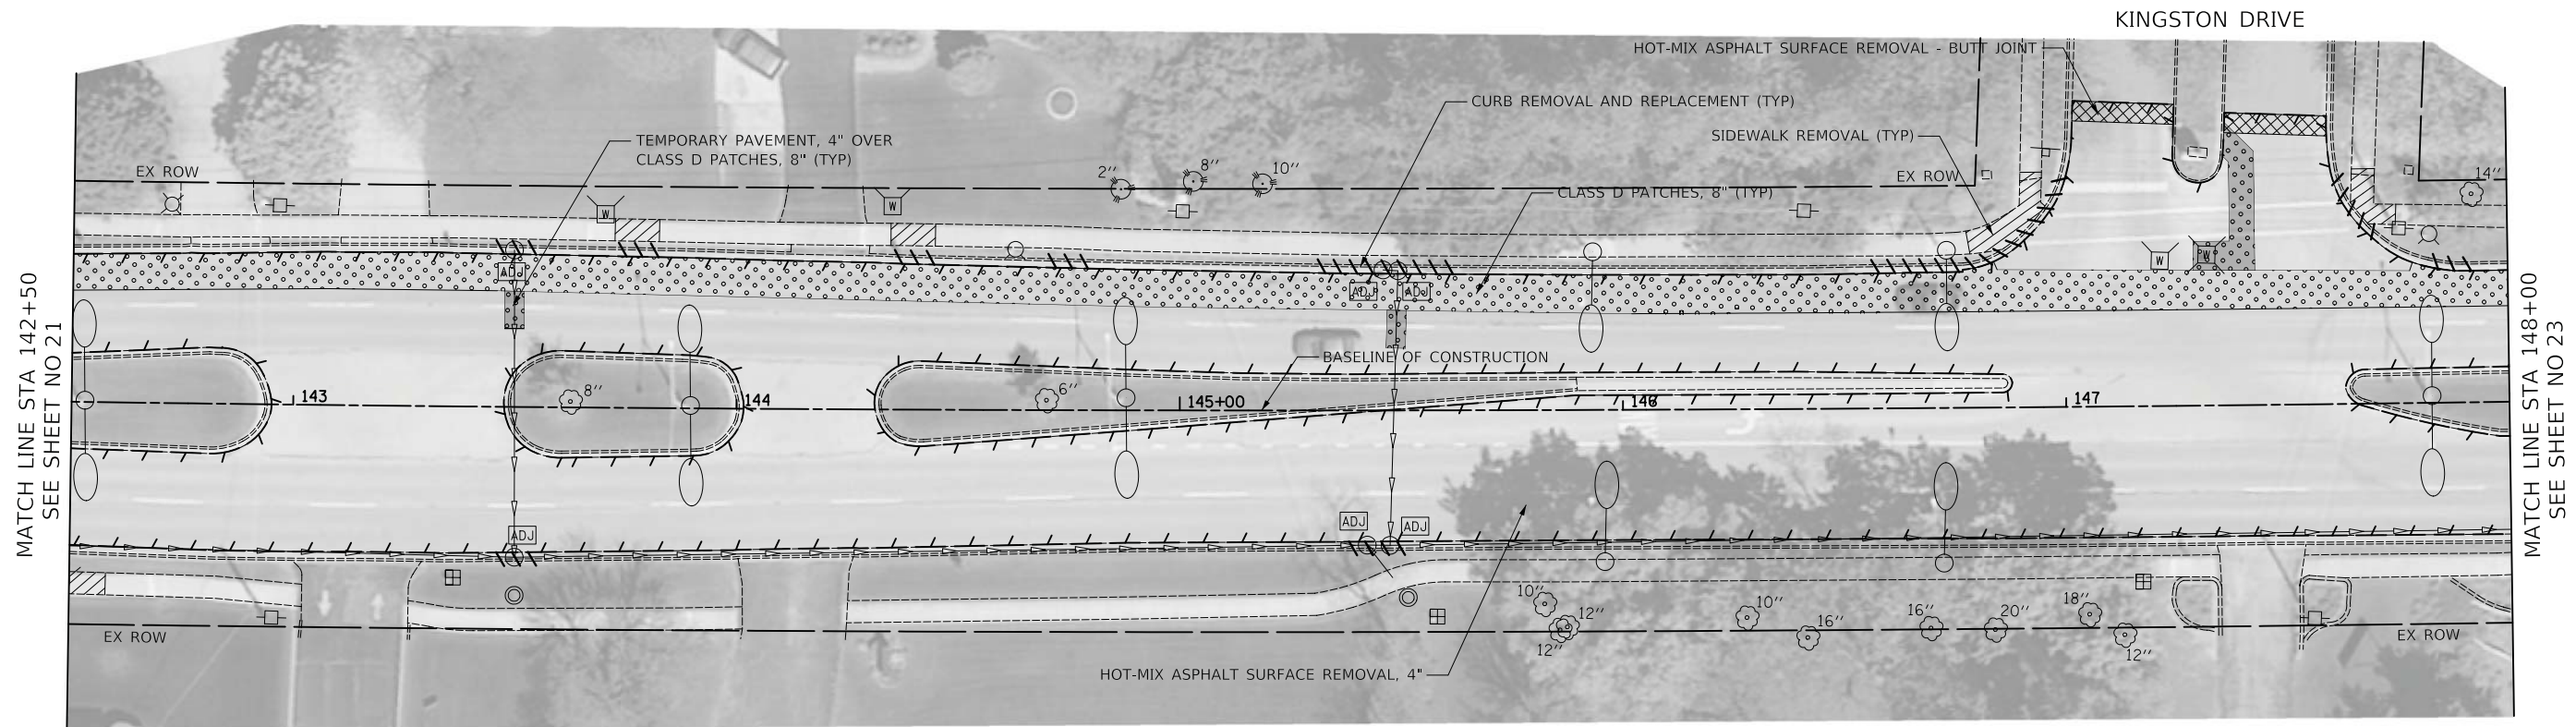 KINGSTON DRIVE
HOT-MIX ASPHALT SURFACE REMOVAL - BUTT JOINT
CURB REMOVAL AND REPLACEMENT (TYP)
SIDEWALK REMOVAL (TYP)
TEMPORARY PAVEMENT, 4" OVER
CLASS D PATCHES, 8" (TYP)
EX ROW
2''
8''
10''
CLASS D PATCHES, 8" (TYP)
EX ROW
14''
W
W
W
W
ADJ
ADJ
ADJ
MATCH LINE STA 142+50
SEE SHEET NO 21
BASELINE OF CONSTRUCTION
143
8''
144
6''
145+00
146
147
MATCH LINE STA 148+00
SEE SHEET NO 23
ADJ
ADJ
ADJ
10''
12''
12''
10''
16''
16''
20''
18''
12''
EX ROW
EX ROW
HOT-MIX ASPHALT SURFACE REMOVAL, 4"